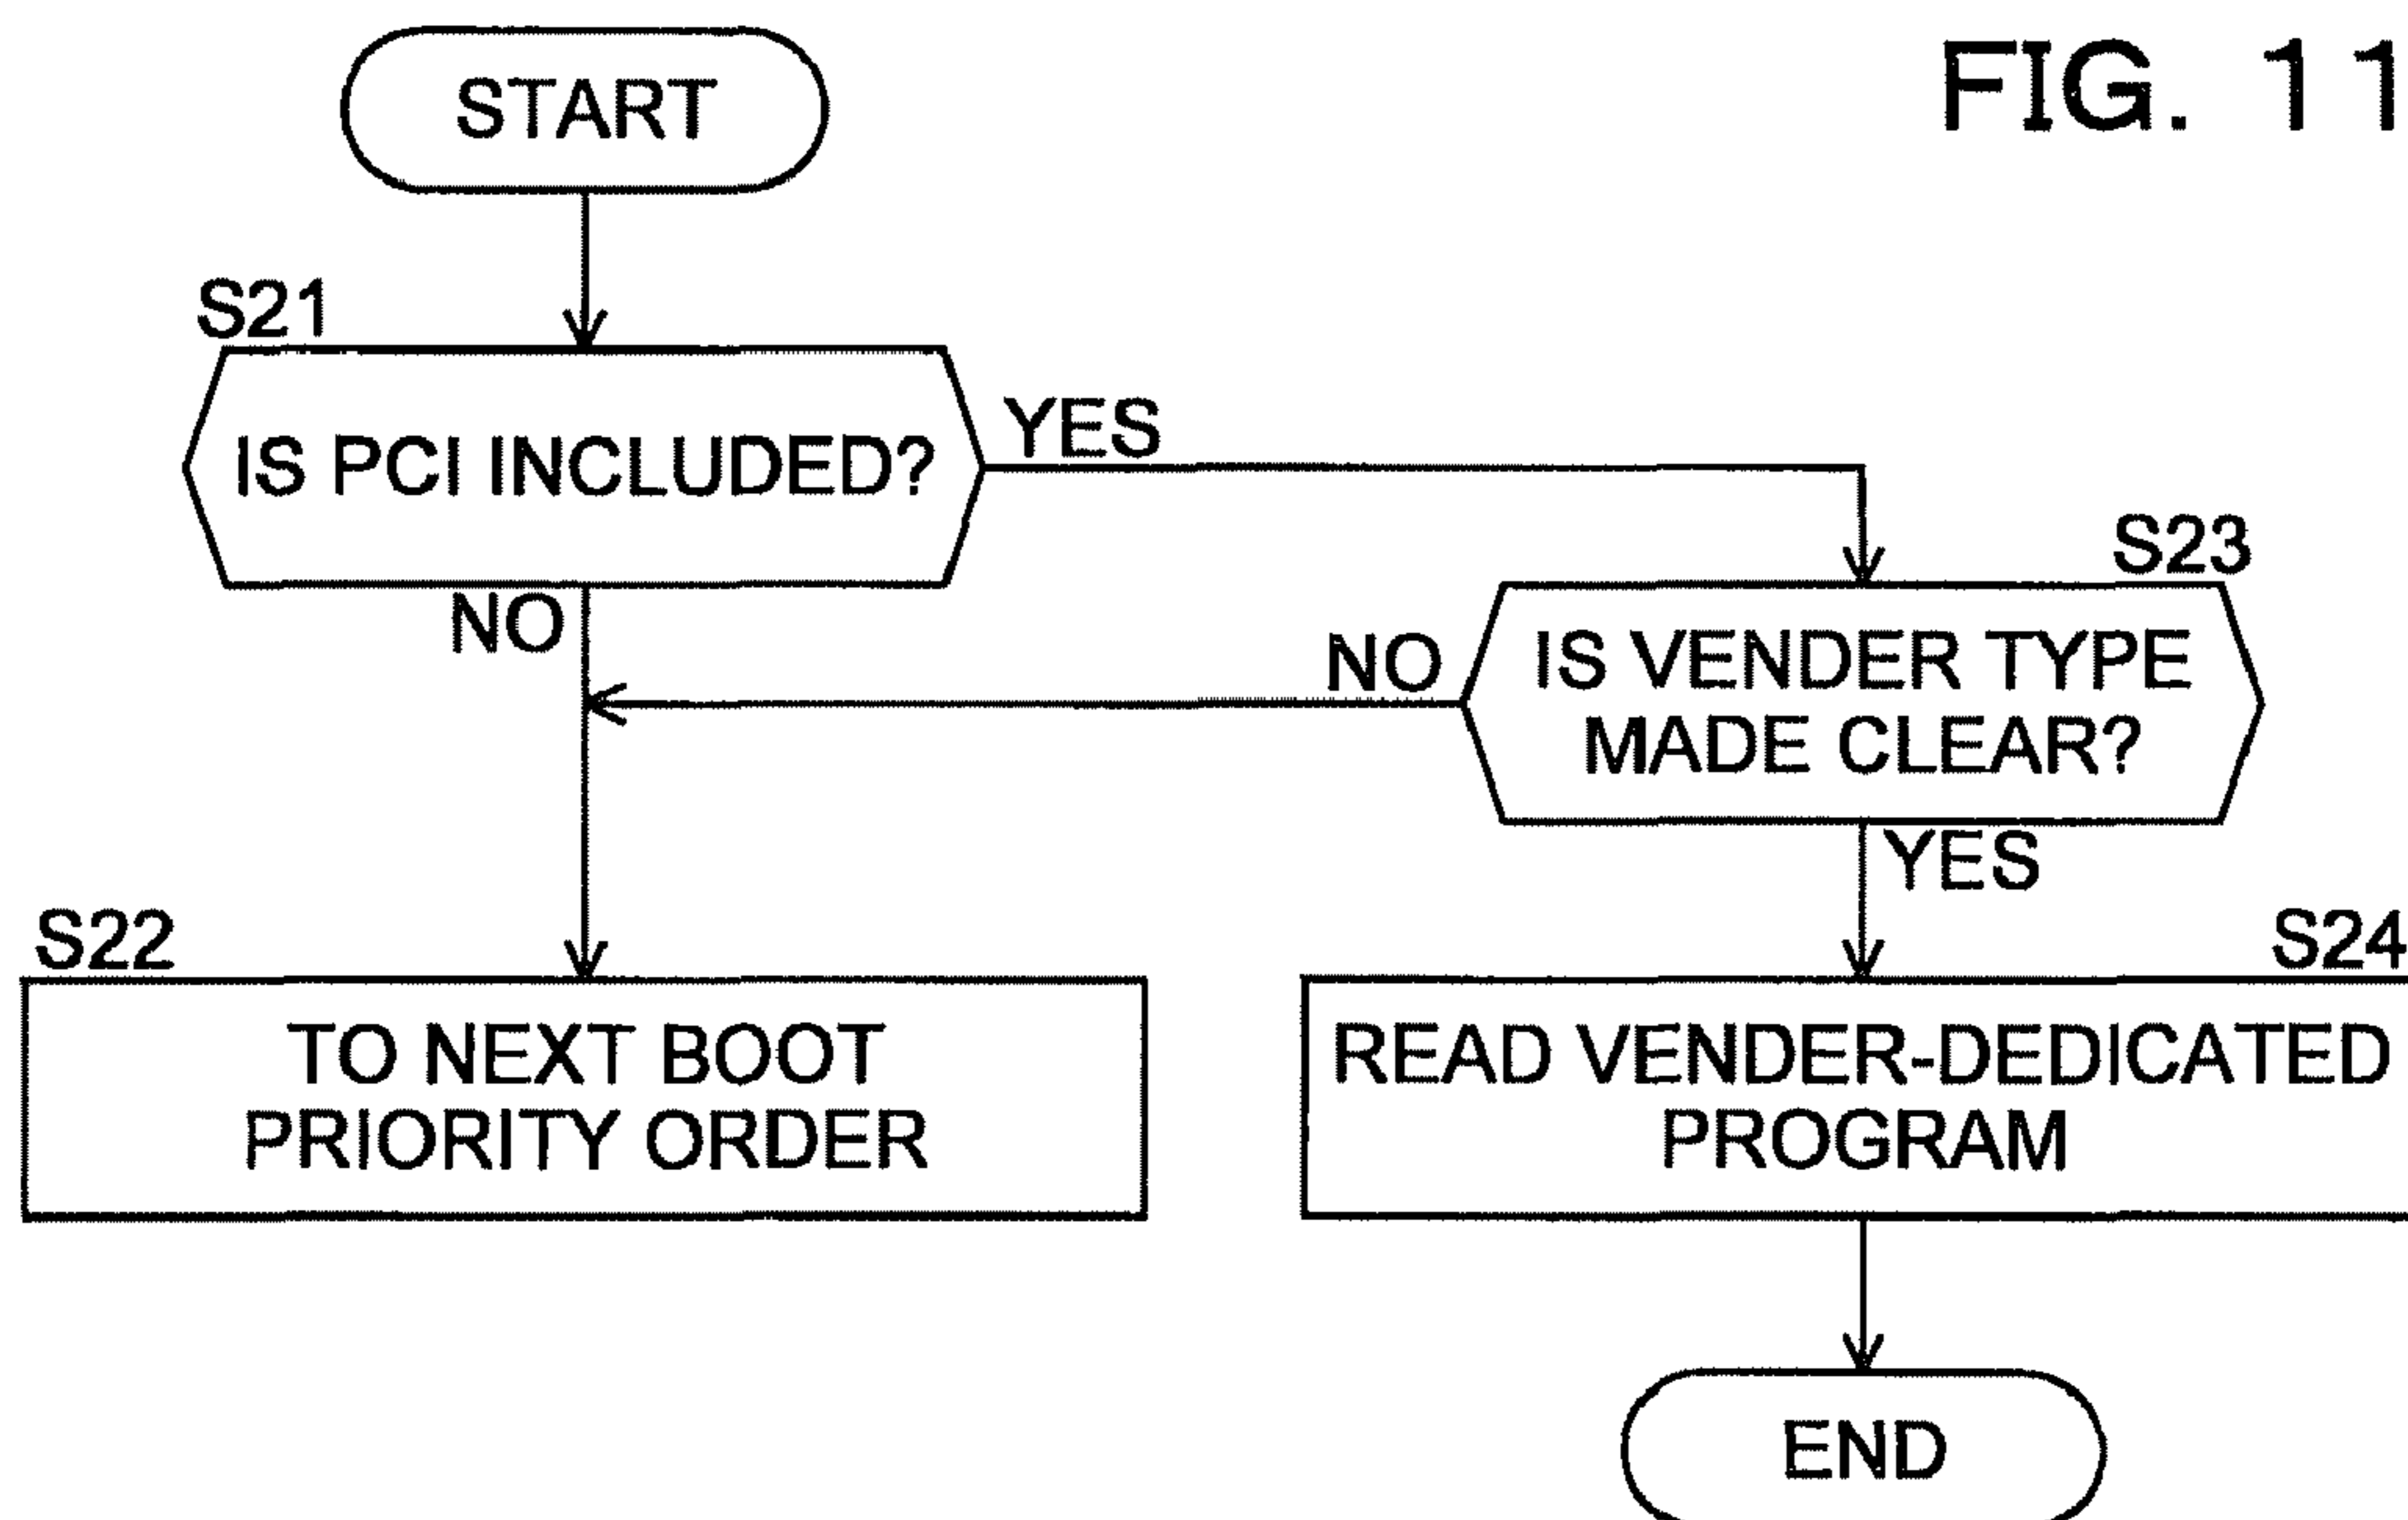 FIG. 11
START
S21
IS PCI INCLUDED?
YES
NO
S23
IS VENDER TYPE
MADE CLEAR?
NO
YES
S22
TO NEXT BOOT
PRIORITY ORDER
S24
READ VENDER-DEDICATED
PROGRAM
END